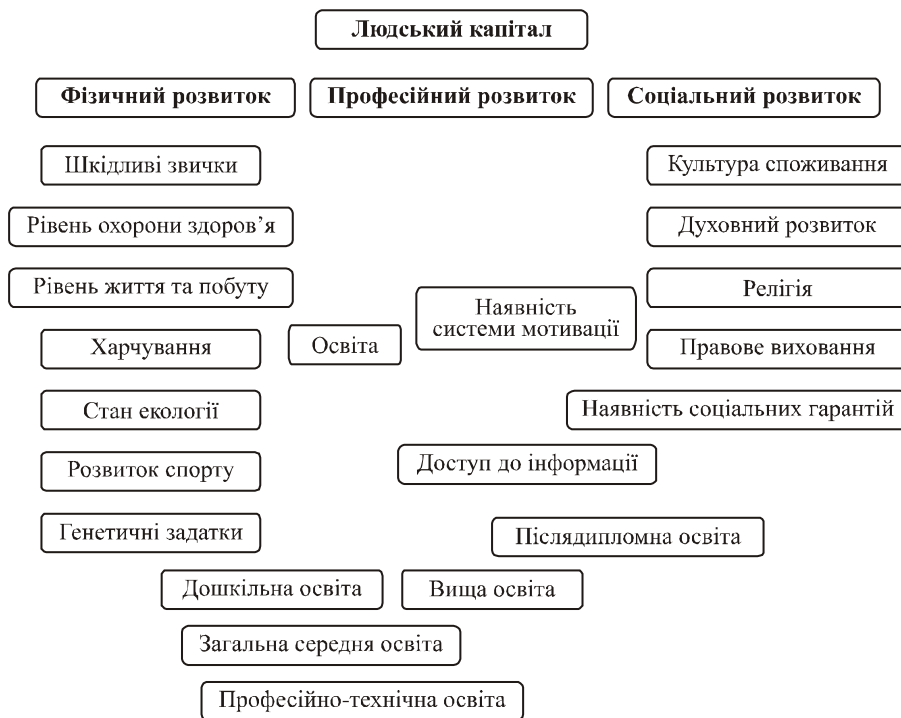 Людський капітал
Фізичний розвиток
Професійний розвиток
Соціальний розвиток
Шкідливі звички
Культура споживання
Рівень охорони здоров’я
Духовний розвиток
Рівень життя та побуту
Релігія
Наявність
системи мотивації
Харчування
Освіта
Правове виховання
Стан екології
Наявність соціальних гарантій
Розвиток спорту
Доступ до інформації
Генетичні задатки
Післядипломна освіта
Дошкільна освіта
Вища освіта
Загальна середня освіта
Професійно-технічна освіта